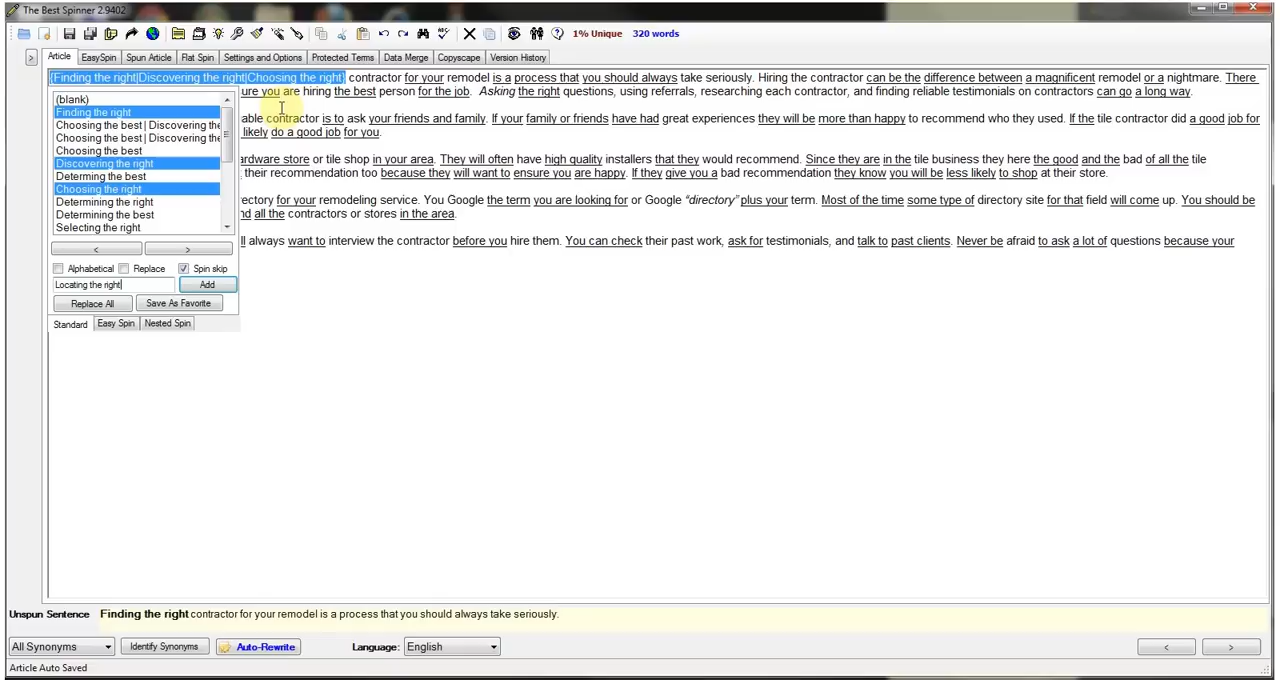 The Best Spinner 2.9402
1% Unique 320 words
Article EasySpin Spun Article Flat Spin Settings and Options Protected Terms Data Merge Copyscape Version History
{Finding the right|Discovering the right|Choosing the right} contractor for your remodel is a process that you should always take seriously. Hiring the contractor can be the difference between a magnificent remodel or a nightmare. There
ure you are hiring the best person for the job. Asking the right questions, using referrals, researching each contractor, and finding reliable testimonials on contractors can go a long way.
able contractor is to ask your friends and family. If your family or friends have had great experiences they will be more than happy to recommend who they used. If the tile contractor did a good job for
likely do a good job for you.
ardware store or tile shop in your area. They will often have high quality installers that they would recommend. Since they are in the tile business they here the good and the bad of all the tile
their recommendation too because they will want to ensure you are happy. If they give you a bad recommendation they know you will be less likely to shop at their store.
rectory for your remodeling service. You Google the term you are looking for or Google “directory” plus your term. Most of the time some type of directory site for that field will come up. You should be
nd all the contractors or stores in the area.
ll always want to interview the contractor before you hire them. You can check their past work, ask for testimonials, and talk to past clients. Never be afraid to ask a lot of questions because your
(blank)
Finding the right
Choosing the best | Discovering the
Choosing the best | Discovering the
Choosing the best
Discovering the right
Determing the best
Choosing the right
Determining the right
Determining the best
Selecting the right
< >
Alphabetical Replace Spin skip
Locating the right Add
Replace All Save As Favorite
Standard Easy Spin Nested Spin
Unspun Sentence Finding the right contractor for your remodel is a process that you should always take seriously.
All Synonyms Identify Synonyms Auto-Rewrite Language: English < >
Article Auto Saved